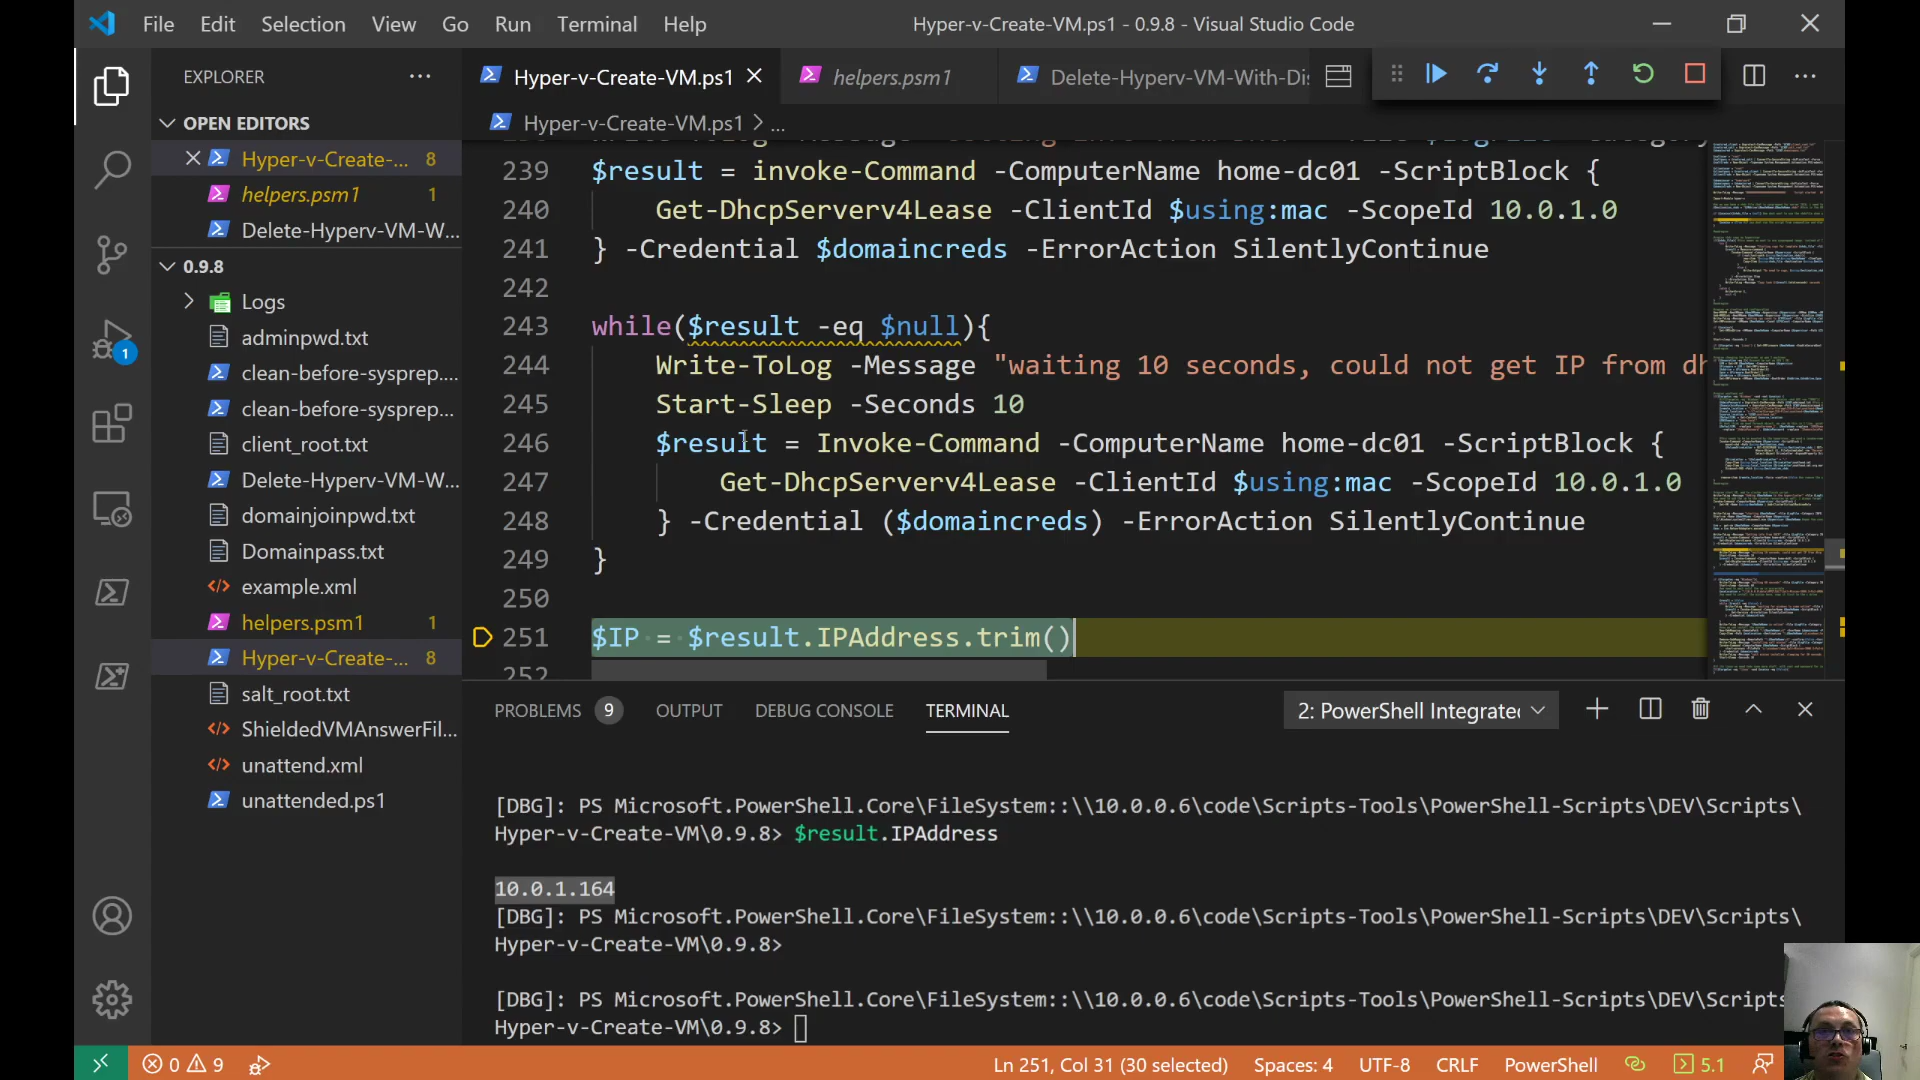 File Edit Selection View Go Run Terminal Help
Hyper-v-Create-VM.ps1 - 0.9.8 - Visual Studio Code
EXPLORER
Hyper-v-Create-VM.ps1
helpers.psm1
Delete-Hyperv-VM-With-Dis
OPEN EDITORS
Hyper-v-Create-... 8
helpers.psm1 1
Delete-Hyperv-VM-W...
0.9.8
Logs
adminpwd.txt
clean-before-sysprep....
clean-before-sysprep...
client_root.txt
Delete-Hyperv-VM-W...
domainjoinpwd.txt
Domainpass.txt
example.xml
helpers.psm1 1
Hyper-v-Create-... 8
salt_root.txt
ShieldedVMAnswerFil...
unattend.xml
unattended.ps1
1
Hyper-v-Create-VM.ps1 > ...
239 $result = invoke-Command -ComputerName home-dc01 -ScriptBlock {
240 Get-DhcpServerv4Lease -ClientId $using:mac -ScopeId 10.0.1.0
241 } -Credential $domaincreds -ErrorAction SilentlyContinue
242
243 while($result -eq $null){
244 Write-ToLog -Message "waiting 10 seconds, could not get IP from dh
245 Start-Sleep -Seconds 10
246 $result = Invoke-Command -ComputerName home-dc01 -ScriptBlock {
247 Get-DhcpServerv4Lease -ClientId $using:mac -ScopeId 10.0.1.0
248 } -Credential ($domaincreds) -ErrorAction SilentlyContinue
249 }
250
251 $IP = $result.IPAddress.trim()
252
PROBLEMS 9 OUTPUT DEBUG CONSOLE TERMINAL
2: PowerShell Integrate
[DBG]: PS Microsoft.PowerShell.Core\FileSystem::\\10.0.0.6\code\Scripts-Tools\PowerShell-Scripts\DEV\Scripts\
Hyper-v-Create-VM\0.9.8> $result.IPAddress
10.0.1.164
[DBG]: PS Microsoft.PowerShell.Core\FileSystem::\\10.0.0.6\code\Scripts-Tools\PowerShell-Scripts\DEV\Scripts\
Hyper-v-Create-VM\0.9.8>
[DBG]: PS Microsoft.PowerShell.Core\FileSystem::\\10.0.0.6\code\Scripts-Tools\PowerShell-Scripts\DEV\Scripts
Hyper-v-Create-VM\0.9.8>
0 9
Ln 251, Col 31 (30 selected) Spaces: 4 UTF-8 CRLF PowerShell 5.1